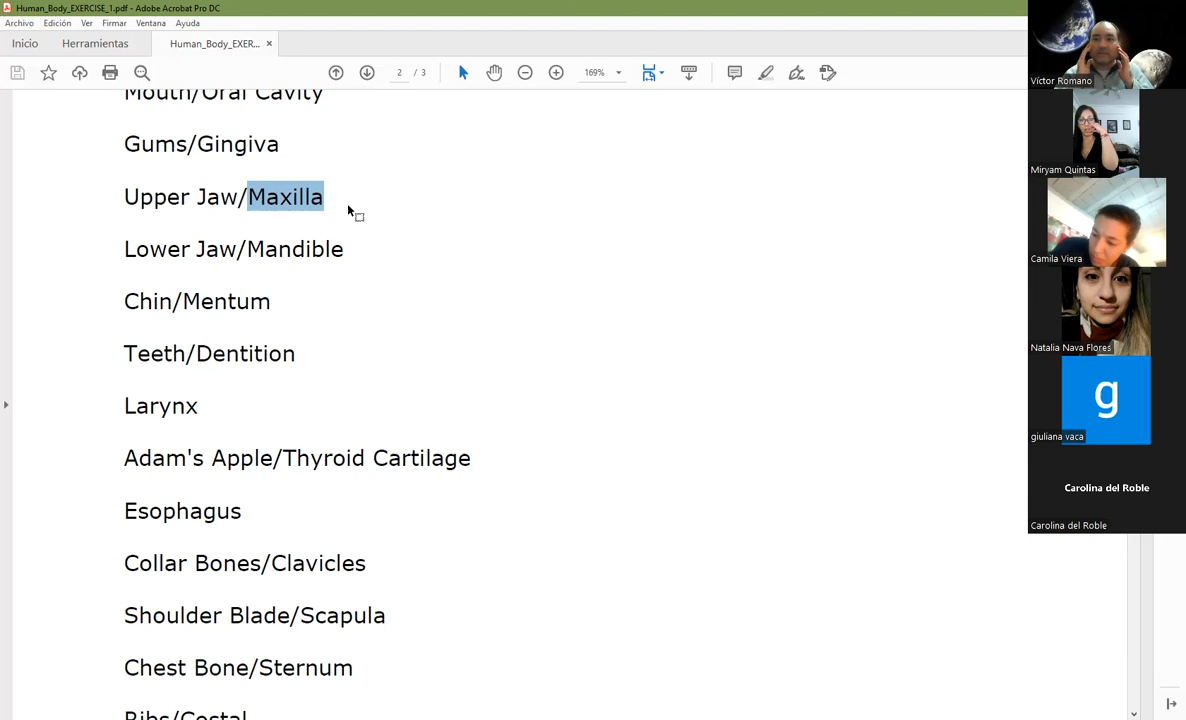 Human_Body_EXERCISE_1.pdf - Adobe Acrobat Pro DC
Archivo Edición Ver Firmar Ventana Ayuda
Inicio Herramientas Human_Body_EXER... ×
2 / 3 169%
Mouth/Oral Cavity
Gums/Gingiva
Upper Jaw/Maxilla
Lower Jaw/Mandible
Chin/Mentum
Teeth/Dentition
Larynx
Adam's Apple/Thyroid Cartilage
Esophagus
Collar Bones/Clavicles
Shoulder Blade/Scapula
Chest Bone/Sternum
Ribs/Costal
Víctor Romano
Miryam Quintas
Camila Viera
Natalia Nava Flores
g
giuliana vaca
Carolina del Roble
Carolina del Roble